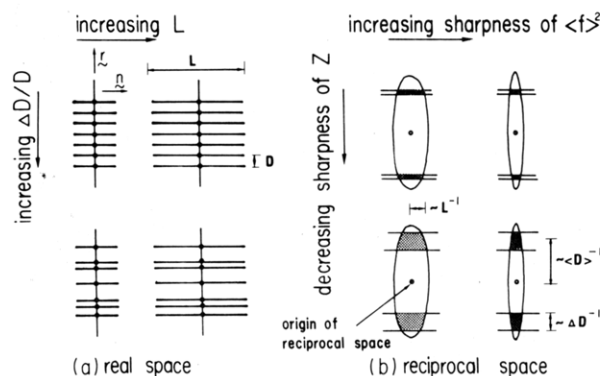 increasing L
increasing ΔD/D
r
n
L
D
(a) real space
increasing sharpness of <f>²
decreasing sharpness of Z
~L⁻¹
~<D>⁻¹
~ΔD⁻¹
origin of
reciprocal space
(b) reciprocal space